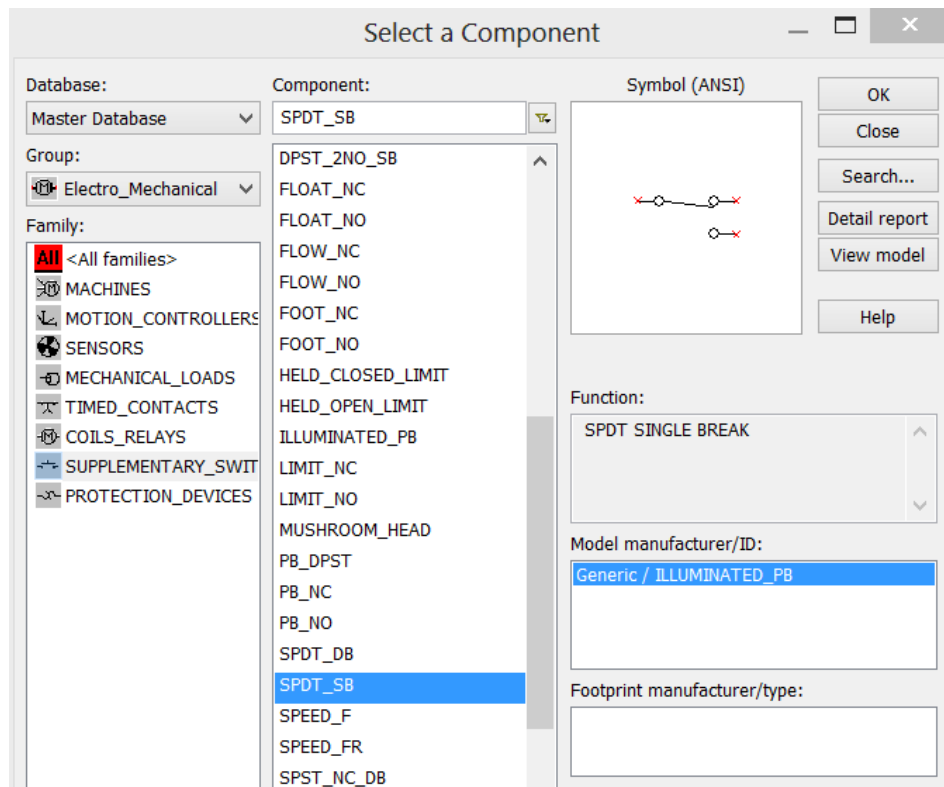 Select a Component
Database:
Master Database
Group:
Electro_Mechanical
Family:
All <All families>
MACHINES
MOTION_CONTROLLERS
SENSORS
MECHANICAL_LOADS
TIMED_CONTACTS
COILS_RELAYS
SUPPLEMENTARY_SWIT
PROTECTION_DEVICES
Component:
SPDT_SB
DPST_2NO_SB
FLOAT_NC
FLOAT_NO
FLOW_NC
FLOW_NO
FOOT_NC
FOOT_NO
HELD_CLOSED_LIMIT
HELD_OPEN_LIMIT
ILLUMINATED_PB
LIMIT_NC
LIMIT_NO
MUSHROOM_HEAD
PB_DPST
PB_NC
PB_NO
SPDT_DB
SPDT_SB
SPEED_F
SPEED_FR
SPST_NC_DB
Symbol (ANSI)
Function:
SPDT SINGLE BREAK
Model manufacturer/ID:
Generic / ILLUMINATED_PB
Footprint manufacturer/type:
OK
Close
Search...
Detail report
View model
Help